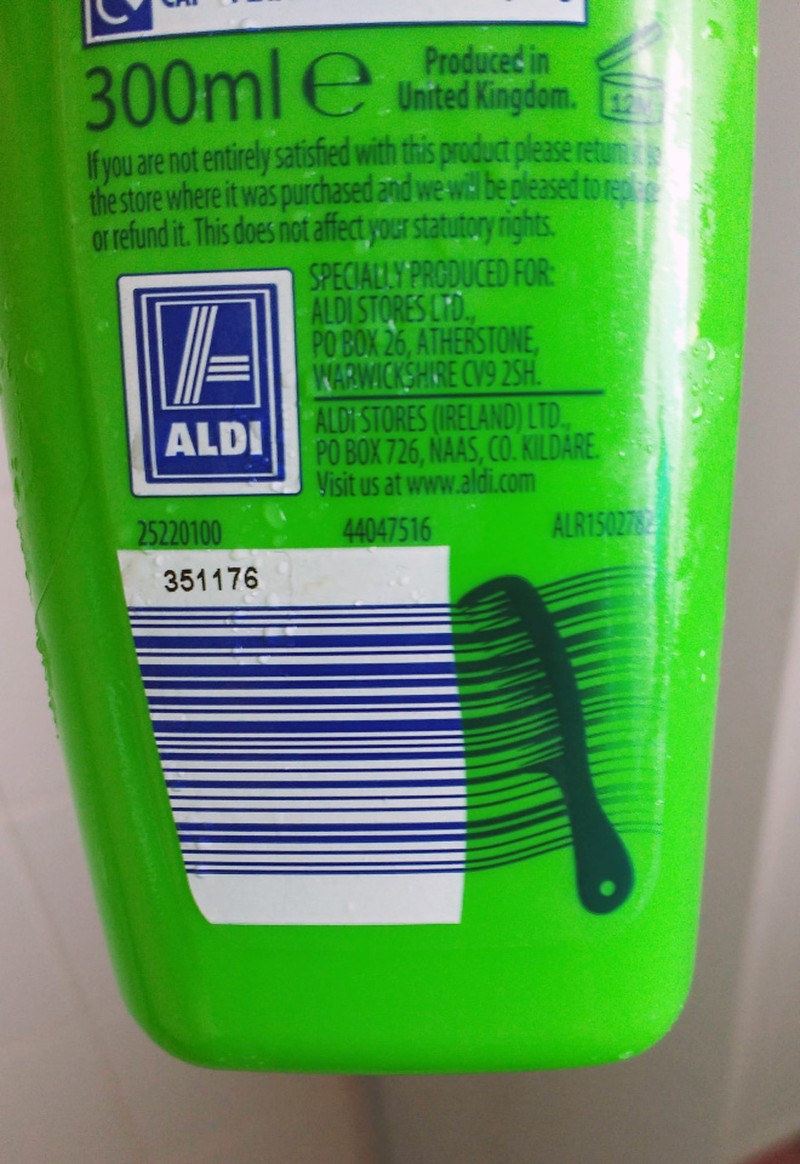 CAP
300ml e
Produced in
United Kingdom.
12M
If you are not entirely satisfied with this product please return it to
the store where it was purchased and we will be pleased to replace
or refund it. This does not affect your statutory rights.
ALDI
SPECIALLY PRODUCED FOR:
ALDI STORES LTD.,
PO BOX 26, ATHERSTONE,
WARWICKSHIRE CV9 2SH.
ALDI STORES (IRELAND) LTD.,
PO BOX 726, NAAS, CO. KILDARE.
Visit us at www.aldi.com
25220100 44047516
351176